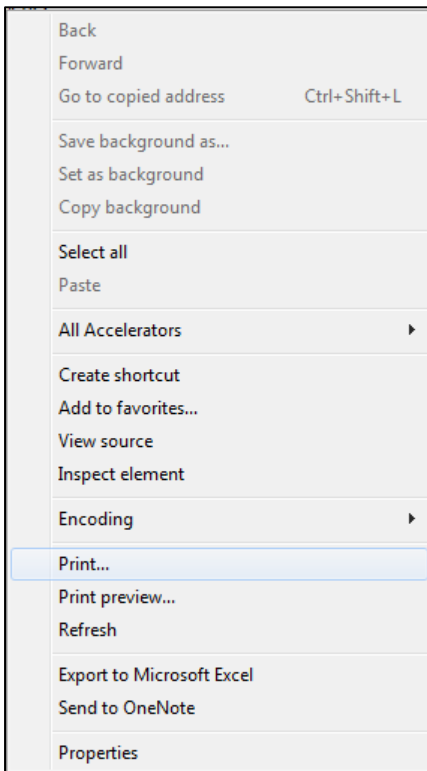 Back
Forward
Go to copied address Ctrl+Shift+L
Save background as...
Set as background
Copy background
Select all
Paste
All Accelerators
Create shortcut
Add to favorites...
View source
Inspect element
Encoding
Print...
Print preview...
Refresh
Export to Microsoft Excel
Send to OneNote
Properties